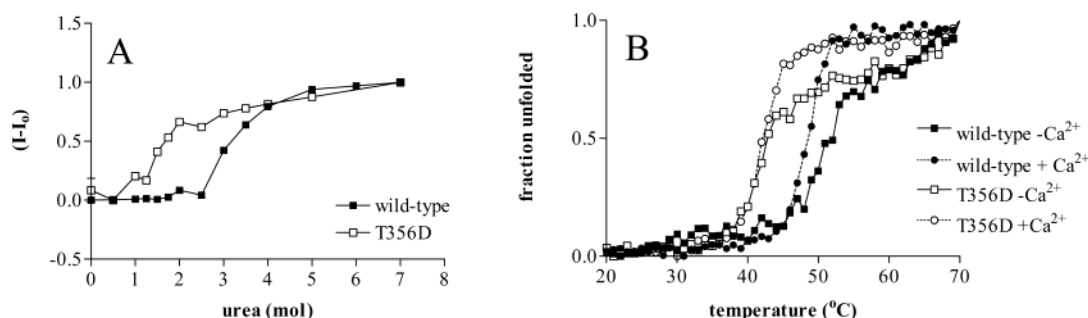 A
(I-I₀)
1.5
1.0
0.5
0.0
-0.5
0 1 2 3 4 5 6 7 8
urea (mol)
wild-type
T356D
B
fraction unfolded
1.0
0.5
0.0
20 30 40 50 60 70
temperature (°C)
wild-type -Ca²⁺
wild-type + Ca²⁺
T356D -Ca²⁺
T356D +Ca²⁺